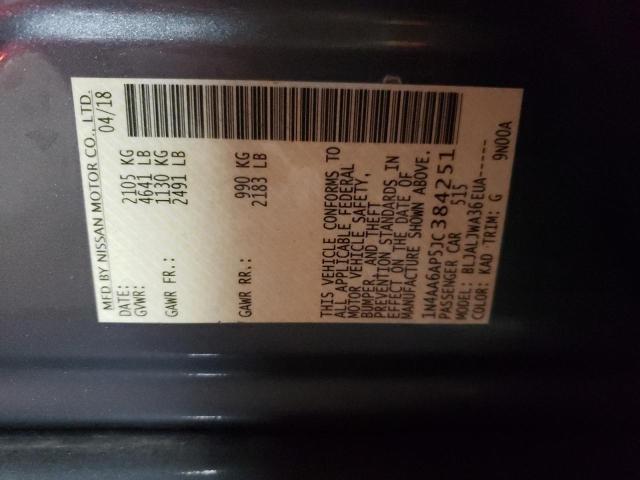 MFD BY NISSAN MOTOR CO., LTD.
DATE: 04/18
GVWR: 2105 KG
4641 LB
GAWR FR.: 1130 KG
2491 LB
GAWR RR.: 990 KG
2183 LB
THIS VEHICLE CONFORMS TO
ALL APPLICABLE FEDERAL
MOTOR VEHICLE SAFETY,
BUMPER, AND THEFT
PREVENTION STANDARDS IN
EFFECT ON THE DATE OF
MANUFACTURE SHOWN ABOVE.
1N4AA6AP5JC384251
PASSENGER CAR 515
MODEL: BLJALJWA36EUA-----
COLOR: KAD TRIM: G 9N00A